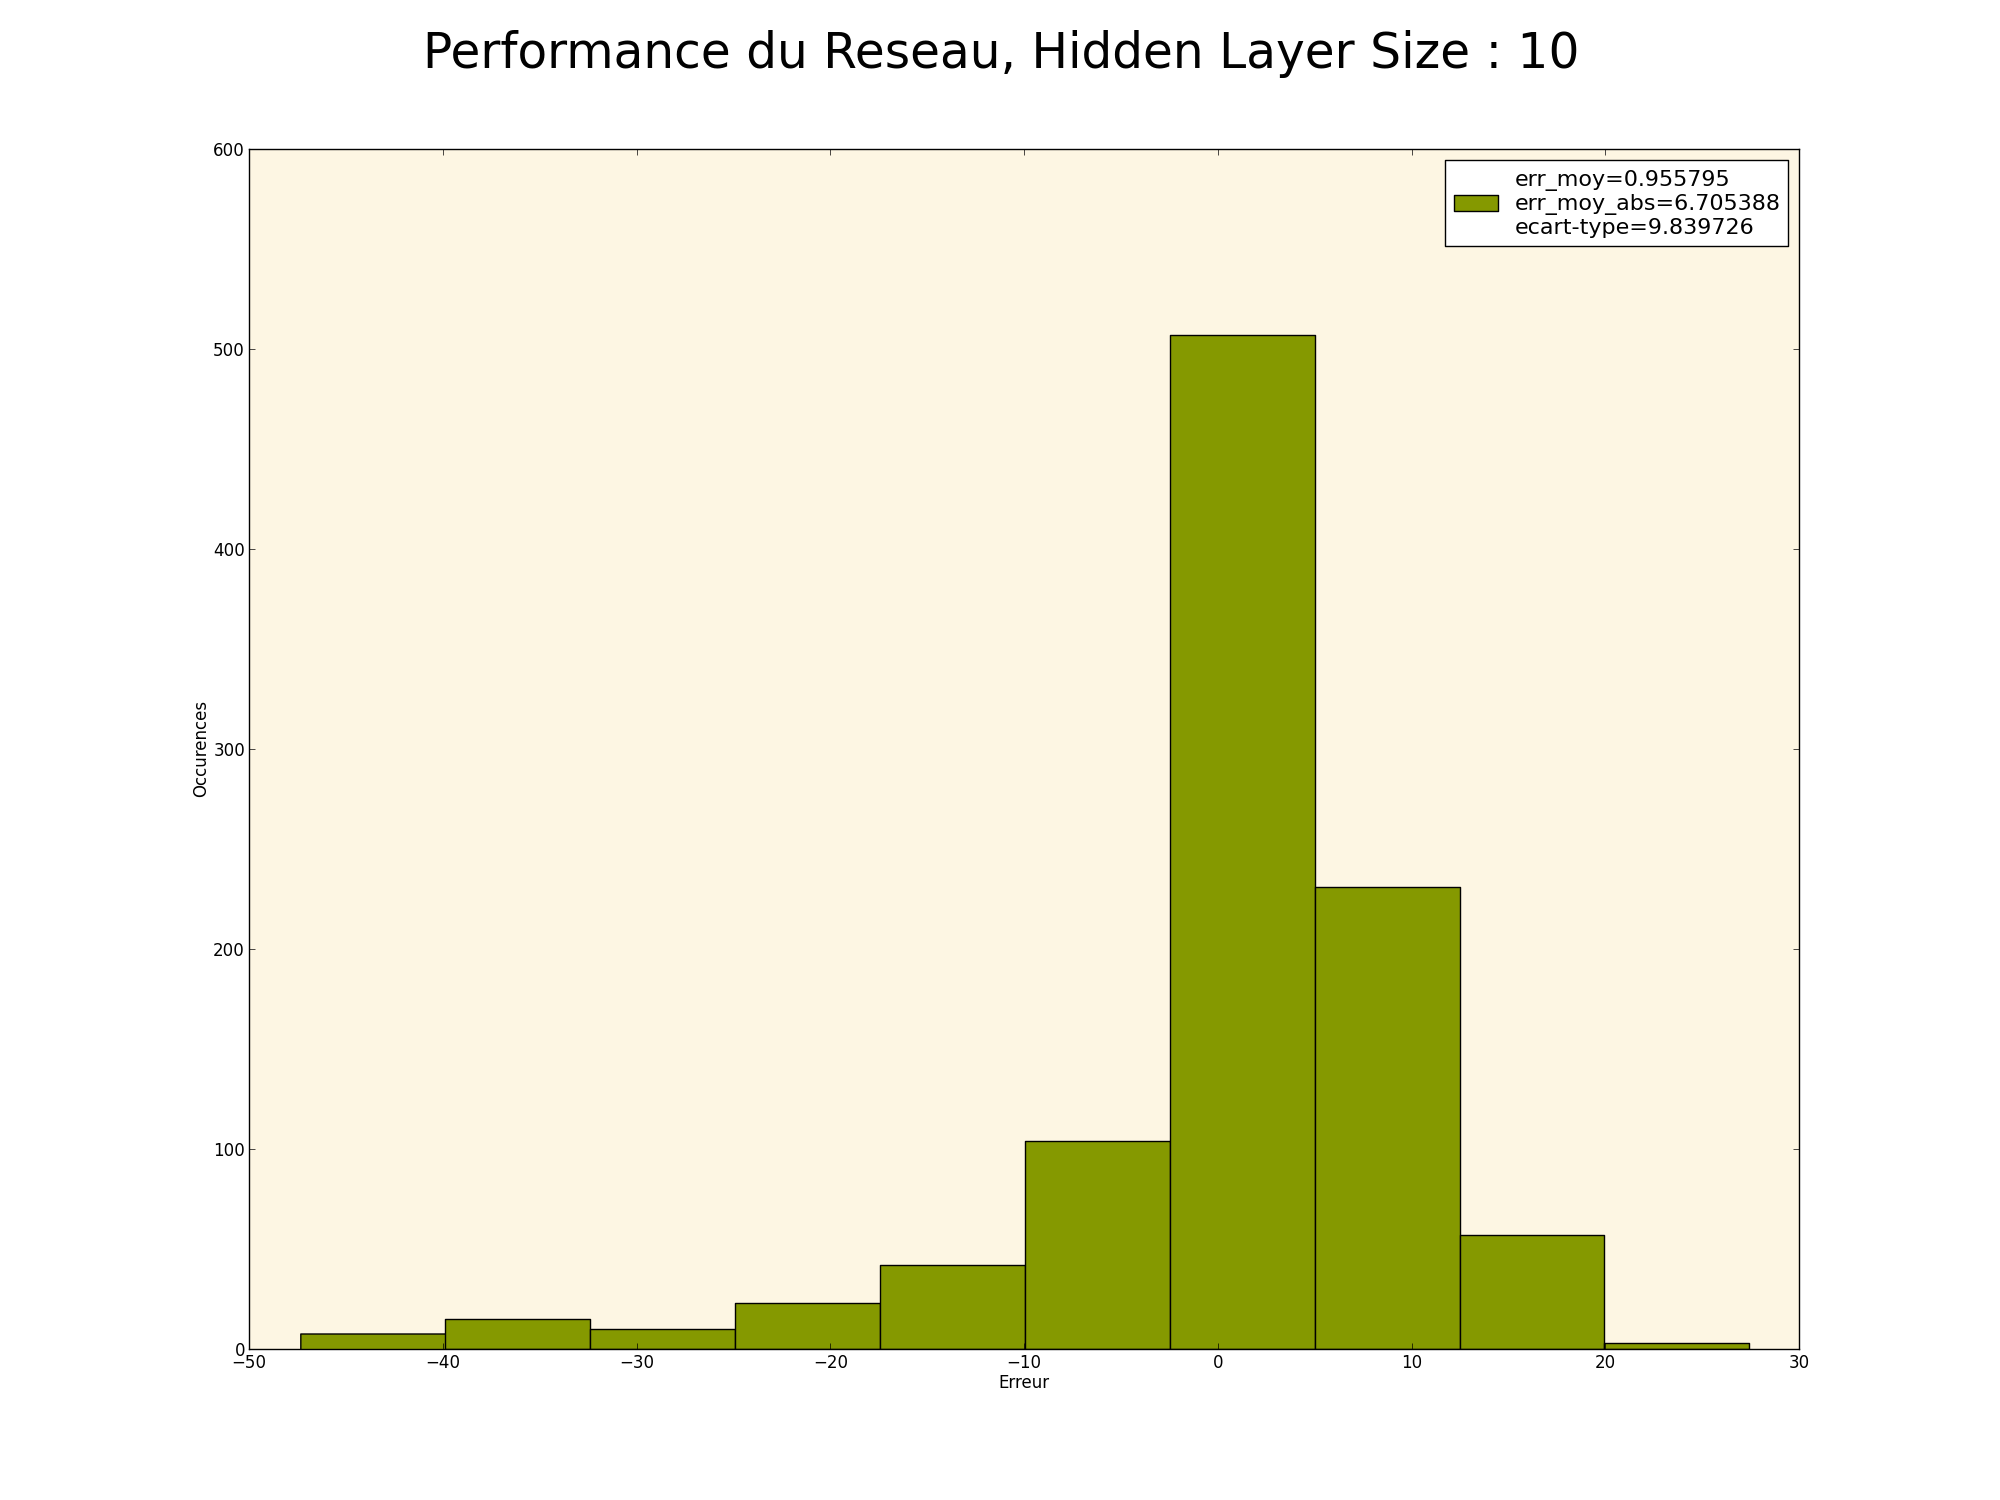 Performance du Reseau, Hidden Layer Size : 10
600
err_moy=0.955795
err_moy_abs=6.705388
ecart-type=9.839726
500
400
Occurences
300
200
100
0
−50 −40 −30 −20 −10 0 10 20 30
Erreur